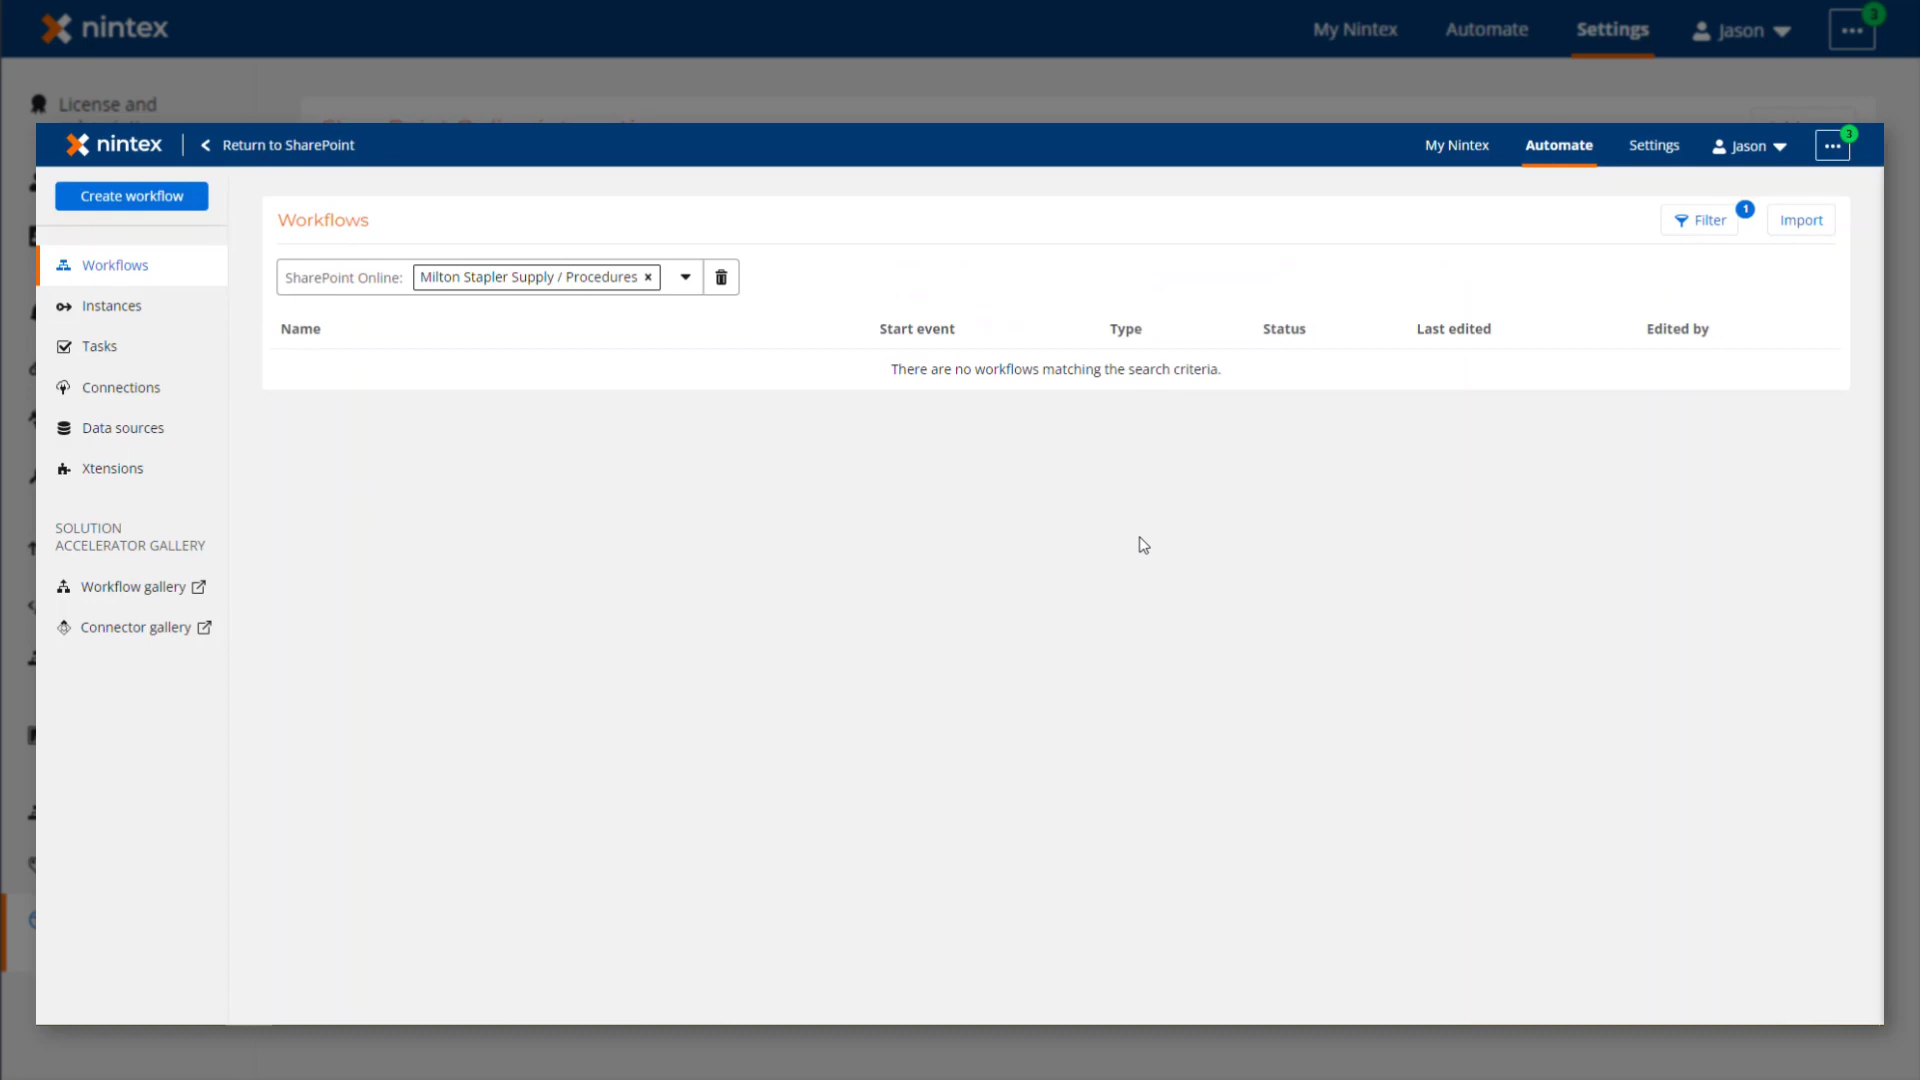 nintex
My Nintex
Automate
Settings
Jason
3
License and
nintex
Return to SharePoint
My Nintex
Automate
Settings
Jason
3
Create workflow
Workflows
Instances
Tasks
Connections
Data sources
Xtensions
SOLUTION
ACCELERATOR GALLERY
Workflow gallery
Connector gallery
Workflows
Filter
1
Import
SharePoint Online: Milton Stapler Supply / Procedures ×
Name Start event Type Status Last edited Edited by
There are no workflows matching the search criteria.